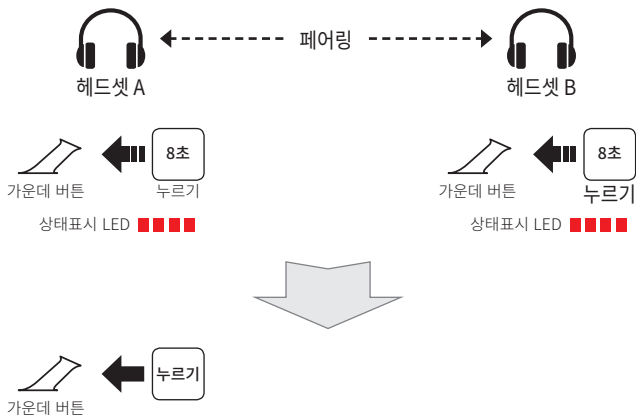 페어링
헤드셋 A
헤드셋 B
8초
8초
가운데 버튼
누르기
가운데 버튼
누르기
상태표시 LED
상태표시 LED
누르기
가운데 버튼